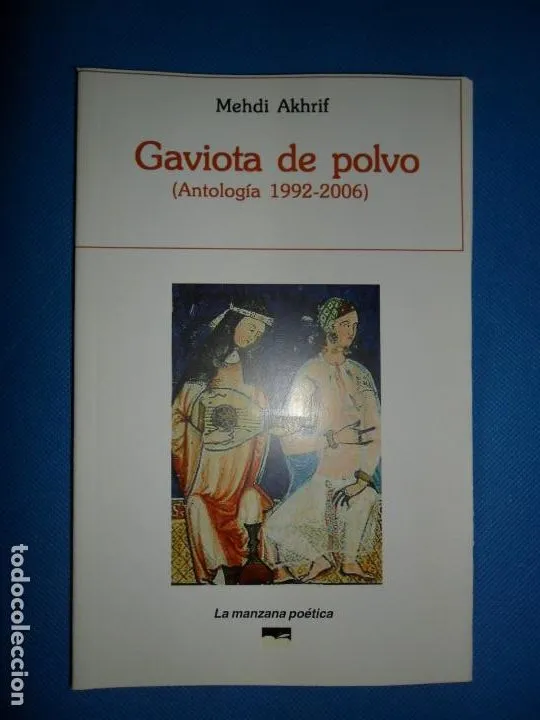 Mehdi Akhrif
Gaviota de polvo
(Antología 1992-2006)
La manzana poética
todocoleccion